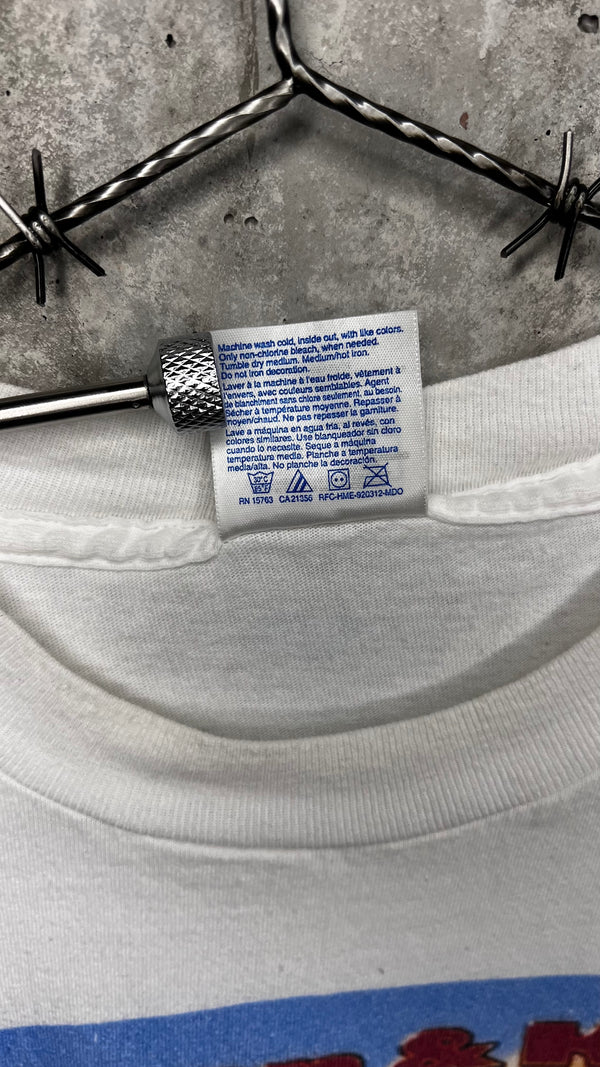 Machine wash cold, inside out, with like colors.
Only non-chlorine bleach, when needed.
Tumble dry medium. Medium/hot iron.
Do not iron decoration.
Laver à la machine à l'eau froide, vêtement à
l'envers, avec couleurs semblables. Agent
de blanchiment sans chlore seulement, au besoin.
Sécher à température moyenne. Repasser à
moyen/chaud. Ne pas repasser la garniture.
Lave a máquina en agua fria, al revés, con
colores similares. Use blanqueador sin cloro
cuando lo necesite. Seque a máquina
temperatura media. Planche a temperatura
media/alta. No planche la decoración.
30°C
85°F
RN 15763 CA21356 RFC-HME-920312-MDO
&